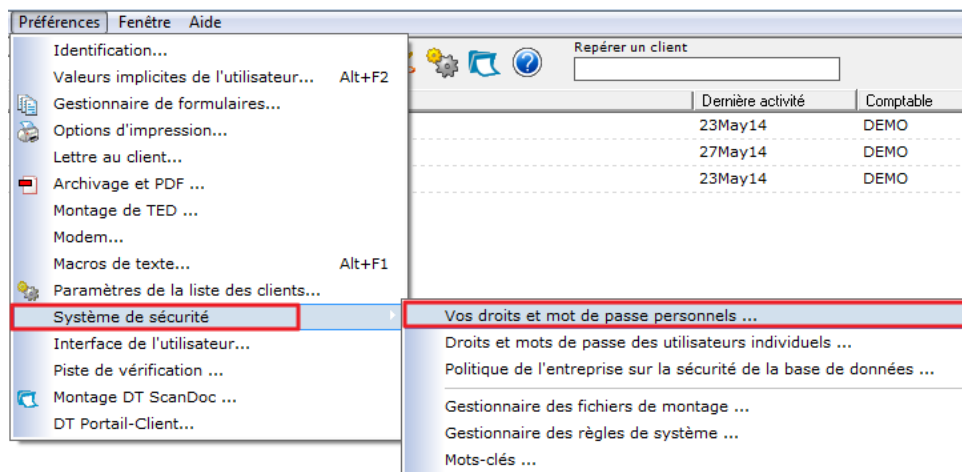 Préférences Fenêtre Aide
Identification...
Valeurs implicites de l'utilisateur... Alt+F2
Gestionnaire de formulaires...
Options d'impression...
Lettre au client...
Archivage et PDF ...
Montage de TED ...
Modem...
Macros de texte... Alt+F1
Paramètres de la liste des clients...
Système de sécurité
Interface de l'utilisateur...
Piste de vérification ...
Montage DT ScanDoc ...
DT Portail-Client...
Repérer un client
Dernière activité Comptable
23May14 DEMO
27May14 DEMO
23May14 DEMO
Vos droits et mot de passe personnels ...
Droits et mots de passe des utilisateurs individuels ...
Politique de l'entreprise sur la sécurité de la base de données ...
Gestionnaire des fichiers de montage ...
Gestionnaire des règles de système ...
Mots-clés ...